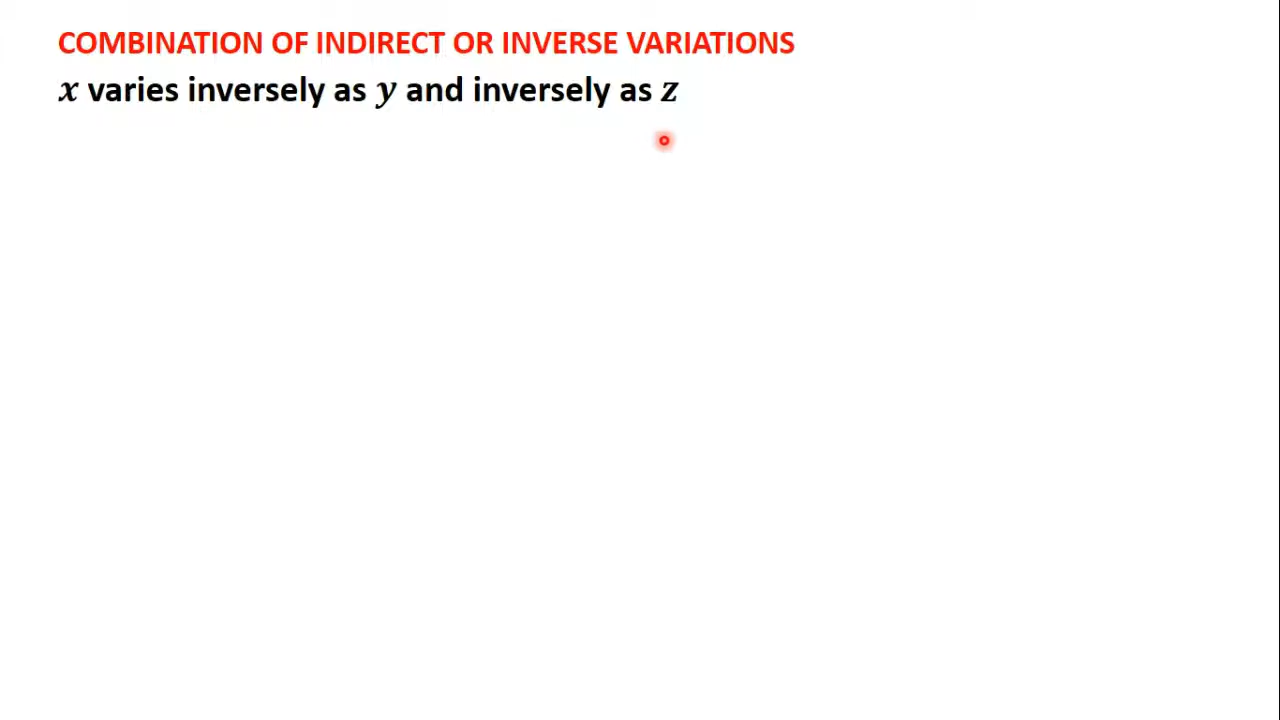 COMBINATION OF INDIRECT OR INVERSE VARIATIONS
x varies inversely as y and inversely as z